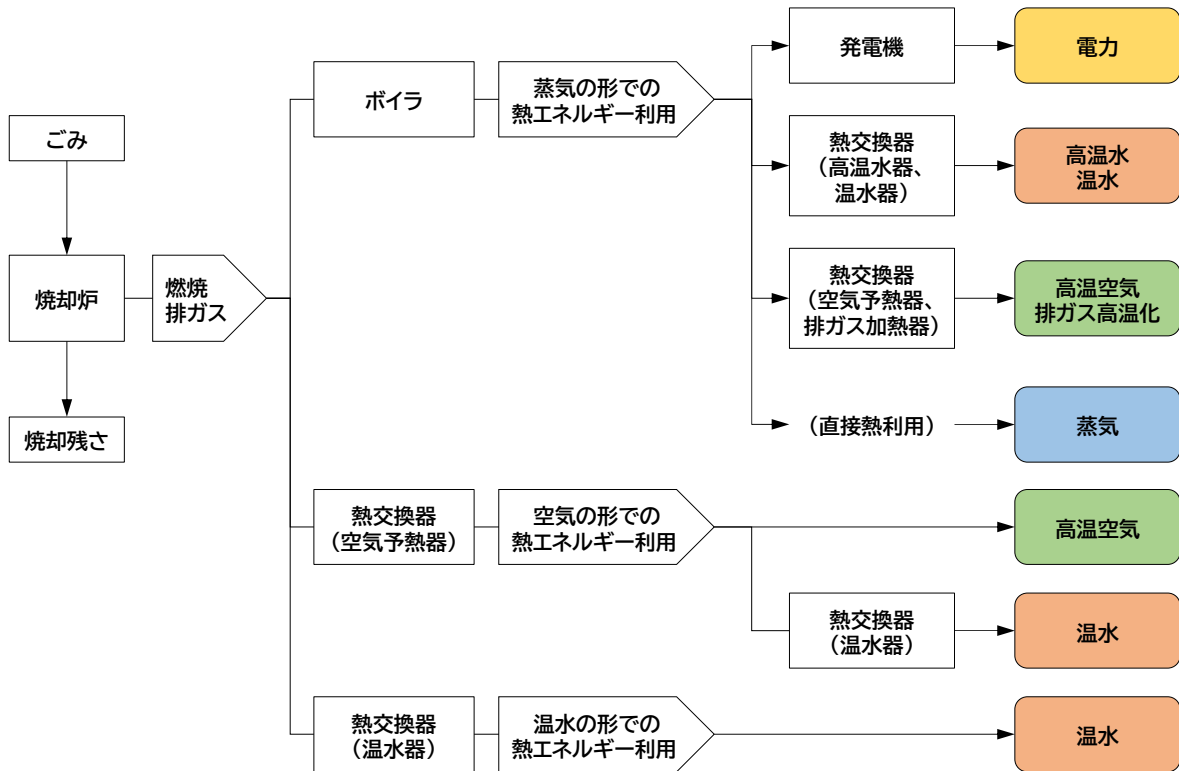 ごみ
焼却炉
焼却残さ
燃焼
排ガス
ボイラ
蒸気の形での
熱エネルギー利用
発電機
電力
熱交換器
(高温水器、
温水器)
高温水
温水
熱交換器
(空気予熱器、
排ガス加熱器)
高温空気
排ガス高温化
(直接熱利用)
蒸気
熱交換器
(空気予熱器)
空気の形での
熱エネルギー利用
高温空気
熱交換器
(温水器)
温水
熱交換器
(温水器)
温水の形での
熱エネルギー利用
温水